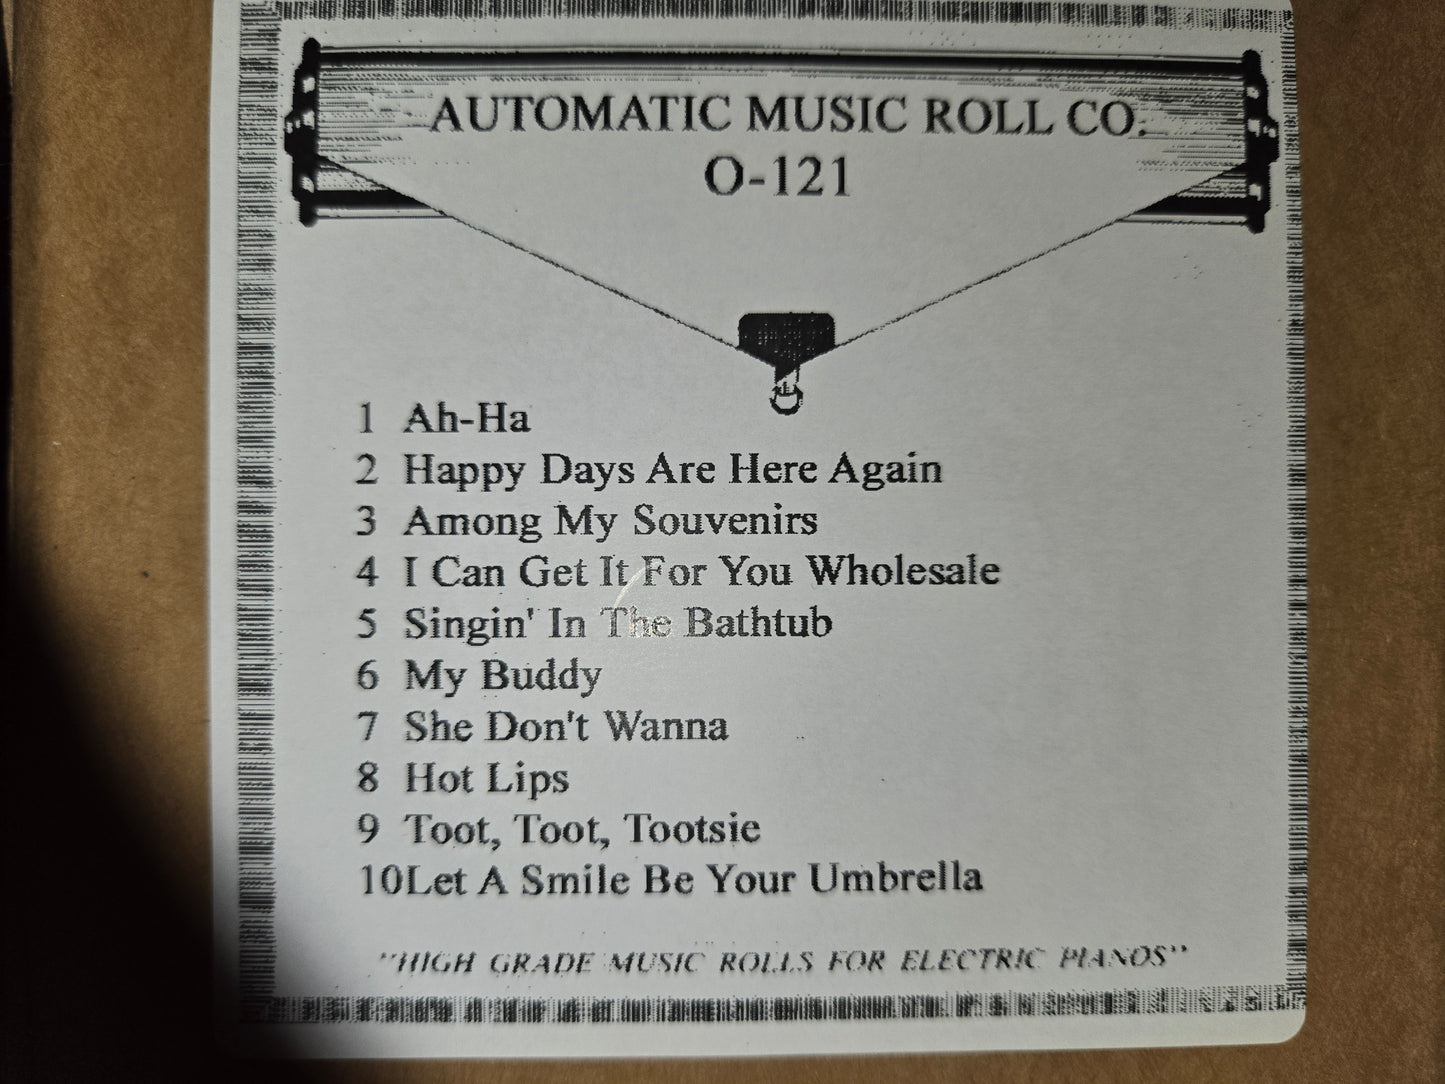 AUTOMATIC MUSIC ROLL CO.
O-121
1 Ah-Ha
2 Happy Days Are Here Again
3 Among My Souvenirs
4 I Can Get It For You Wholesale
5 Singin' In The Bathtub
6 My Buddy
7 She Don't Wanna
8 Hot Lips
9 Toot, Toot, Tootsie
10Let A Smile Be Your Umbrella
"HIGH GRADE MUSIC ROLLS FOR ELECTRIC PIANOS"